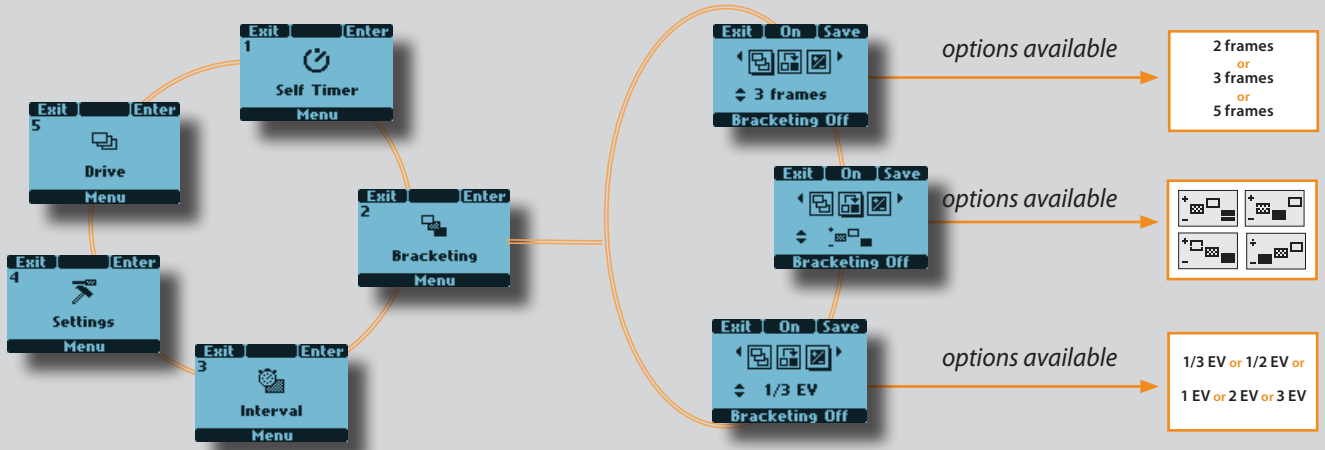 Exit Enter
1
Self Timer
Menu
Exit Enter
5
Drive
Menu
Exit Enter
2
Bracketing
Menu
Exit Enter
4
Settings
Menu
Exit Enter
3
Interval
Menu
Exit On Save
3 frames
Bracketing Off
options available
2 frames
or
3 frames
or
5 frames
Exit On Save
+
-
Bracketing Off
options available
+ +
- -
+ +
- -
Exit On Save
1/3 EV
Bracketing Off
options available
1/3 EV or 1/2 EV or
1 EV or 2 EV or 3 EV